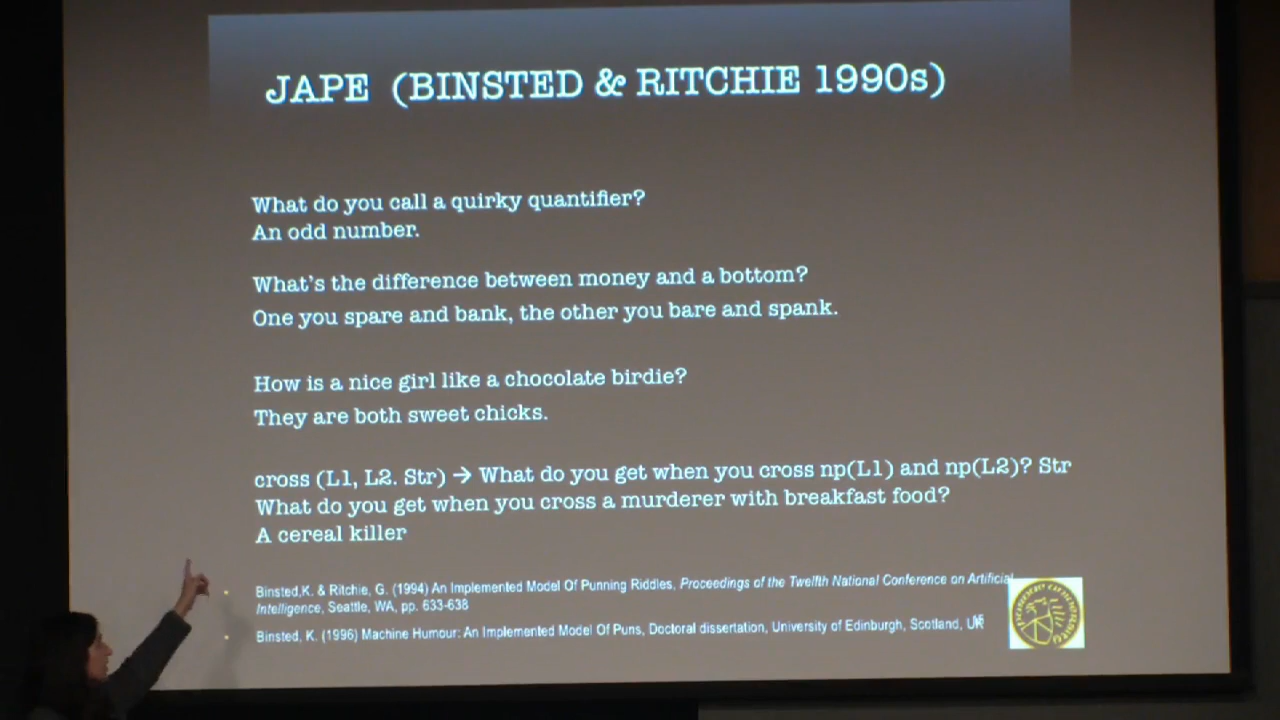 JAPE (BINSTED & RITCHIE 1990s)
What do you call a quirky quantifier?
An odd number.
What's the difference between money and a bottom?
One you spare and bank, the other you bare and spank.
How is a nice girl like a chocolate birdie?
They are both sweet chicks.
cross (L1, L2. Str) → What do you get when you cross np(L1) and np(L2)? Str
What do you get when you cross a murderer with breakfast food?
A cereal killer
Binsted,K. & Ritchie, G. (1994) An Implemented Model Of Punning Riddles, Proceedings of the Twelfth National Conference on Artificial
Intelligence, Seattle, WA, pp. 633-638
Binsted, K. (1996) Machine Humour: An Implemented Model Of Puns, Doctoral dissertation, University of Edinburgh, Scotland, UK